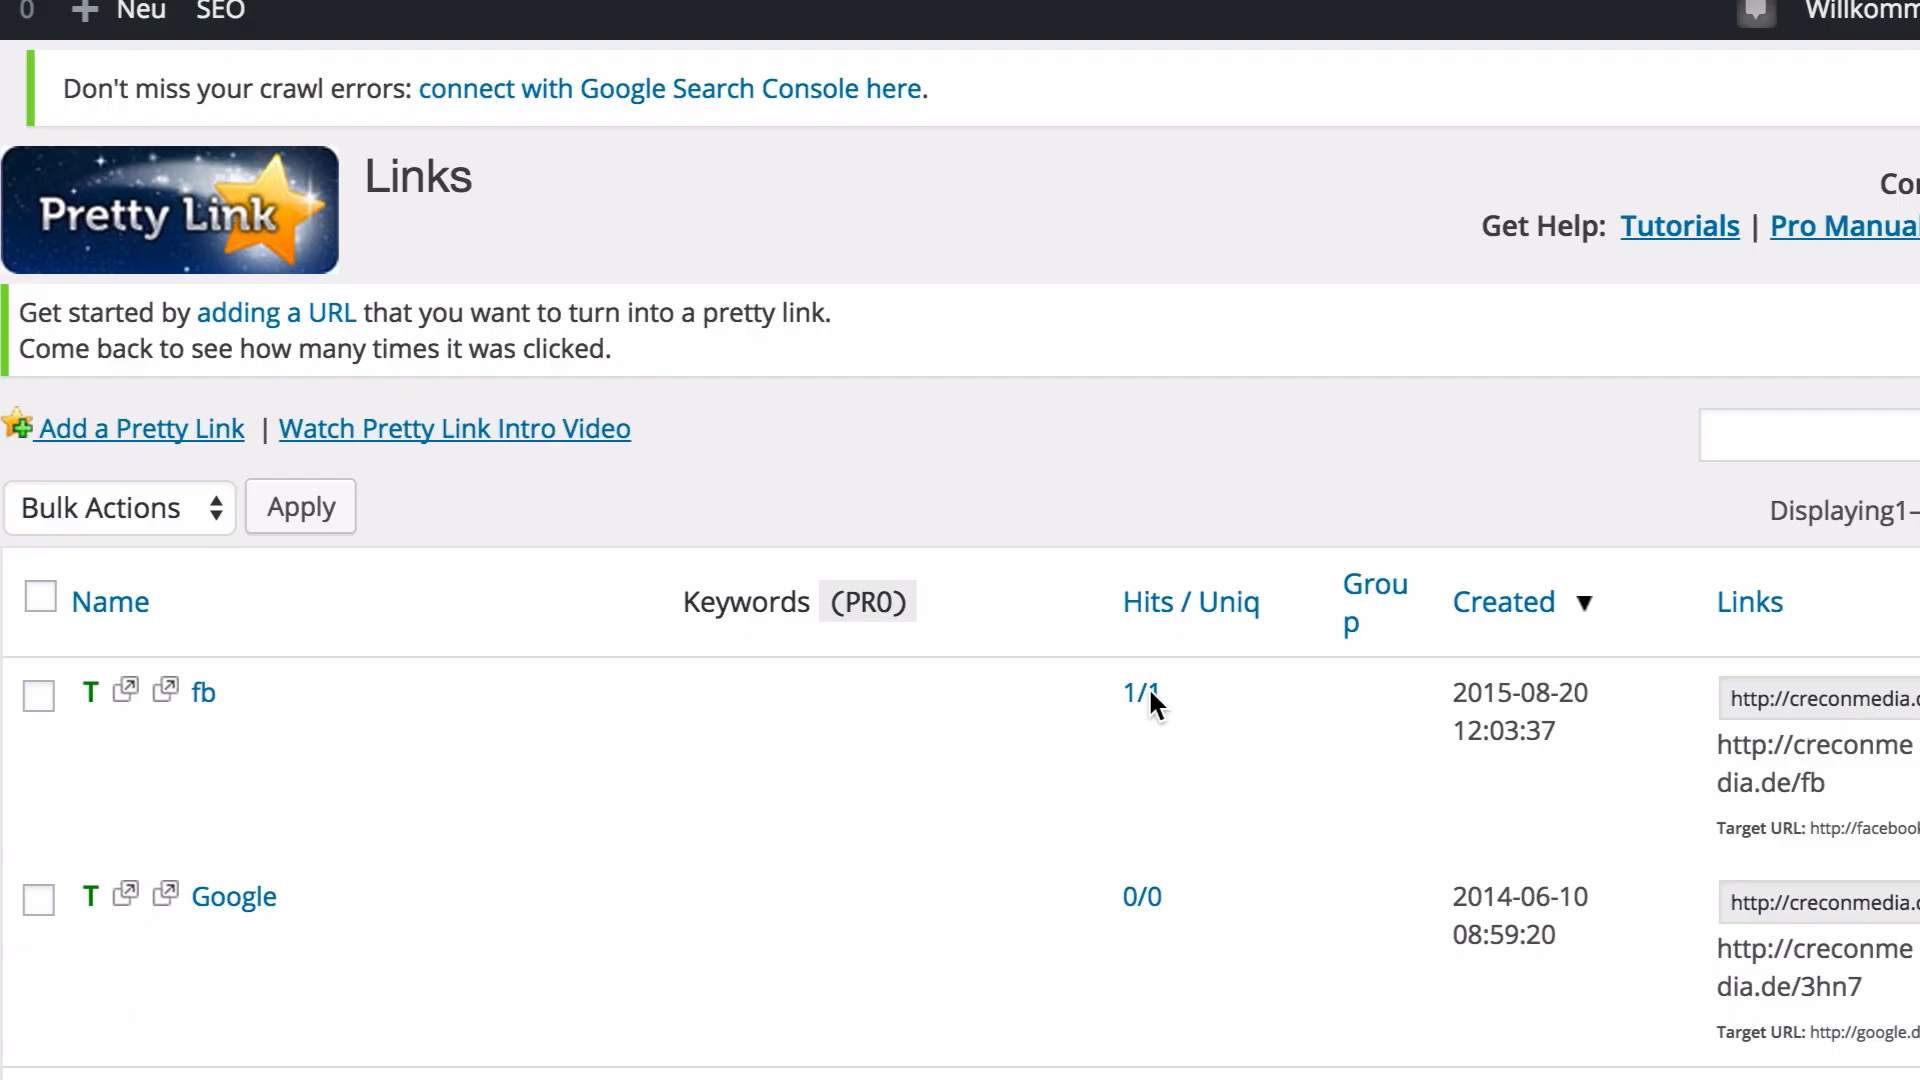 0 + Neu SEO Willkomm
Don't miss your crawl errors: connect with Google Search Console here.
Pretty Link
Links
Con
Get Help: Tutorials | Pro Manual
Get started by adding a URL that you want to turn into a pretty link.
Come back to see how many times it was clicked.
Add a Pretty Link | Watch Pretty Link Intro Video
Bulk Actions Apply
Displaying1–
Name Keywords (PRO) Hits / Uniq Grou
p Created ▼ Links
T fb 1/1 2015-08-20
12:03:37
http://creconmedia.d
http://creconme
dia.de/fb
Target URL: http://facebook
T Google 0/0 2014-06-10
08:59:20
http://creconmedia.d
http://creconme
dia.de/3hn7
Target URL: http://google.d